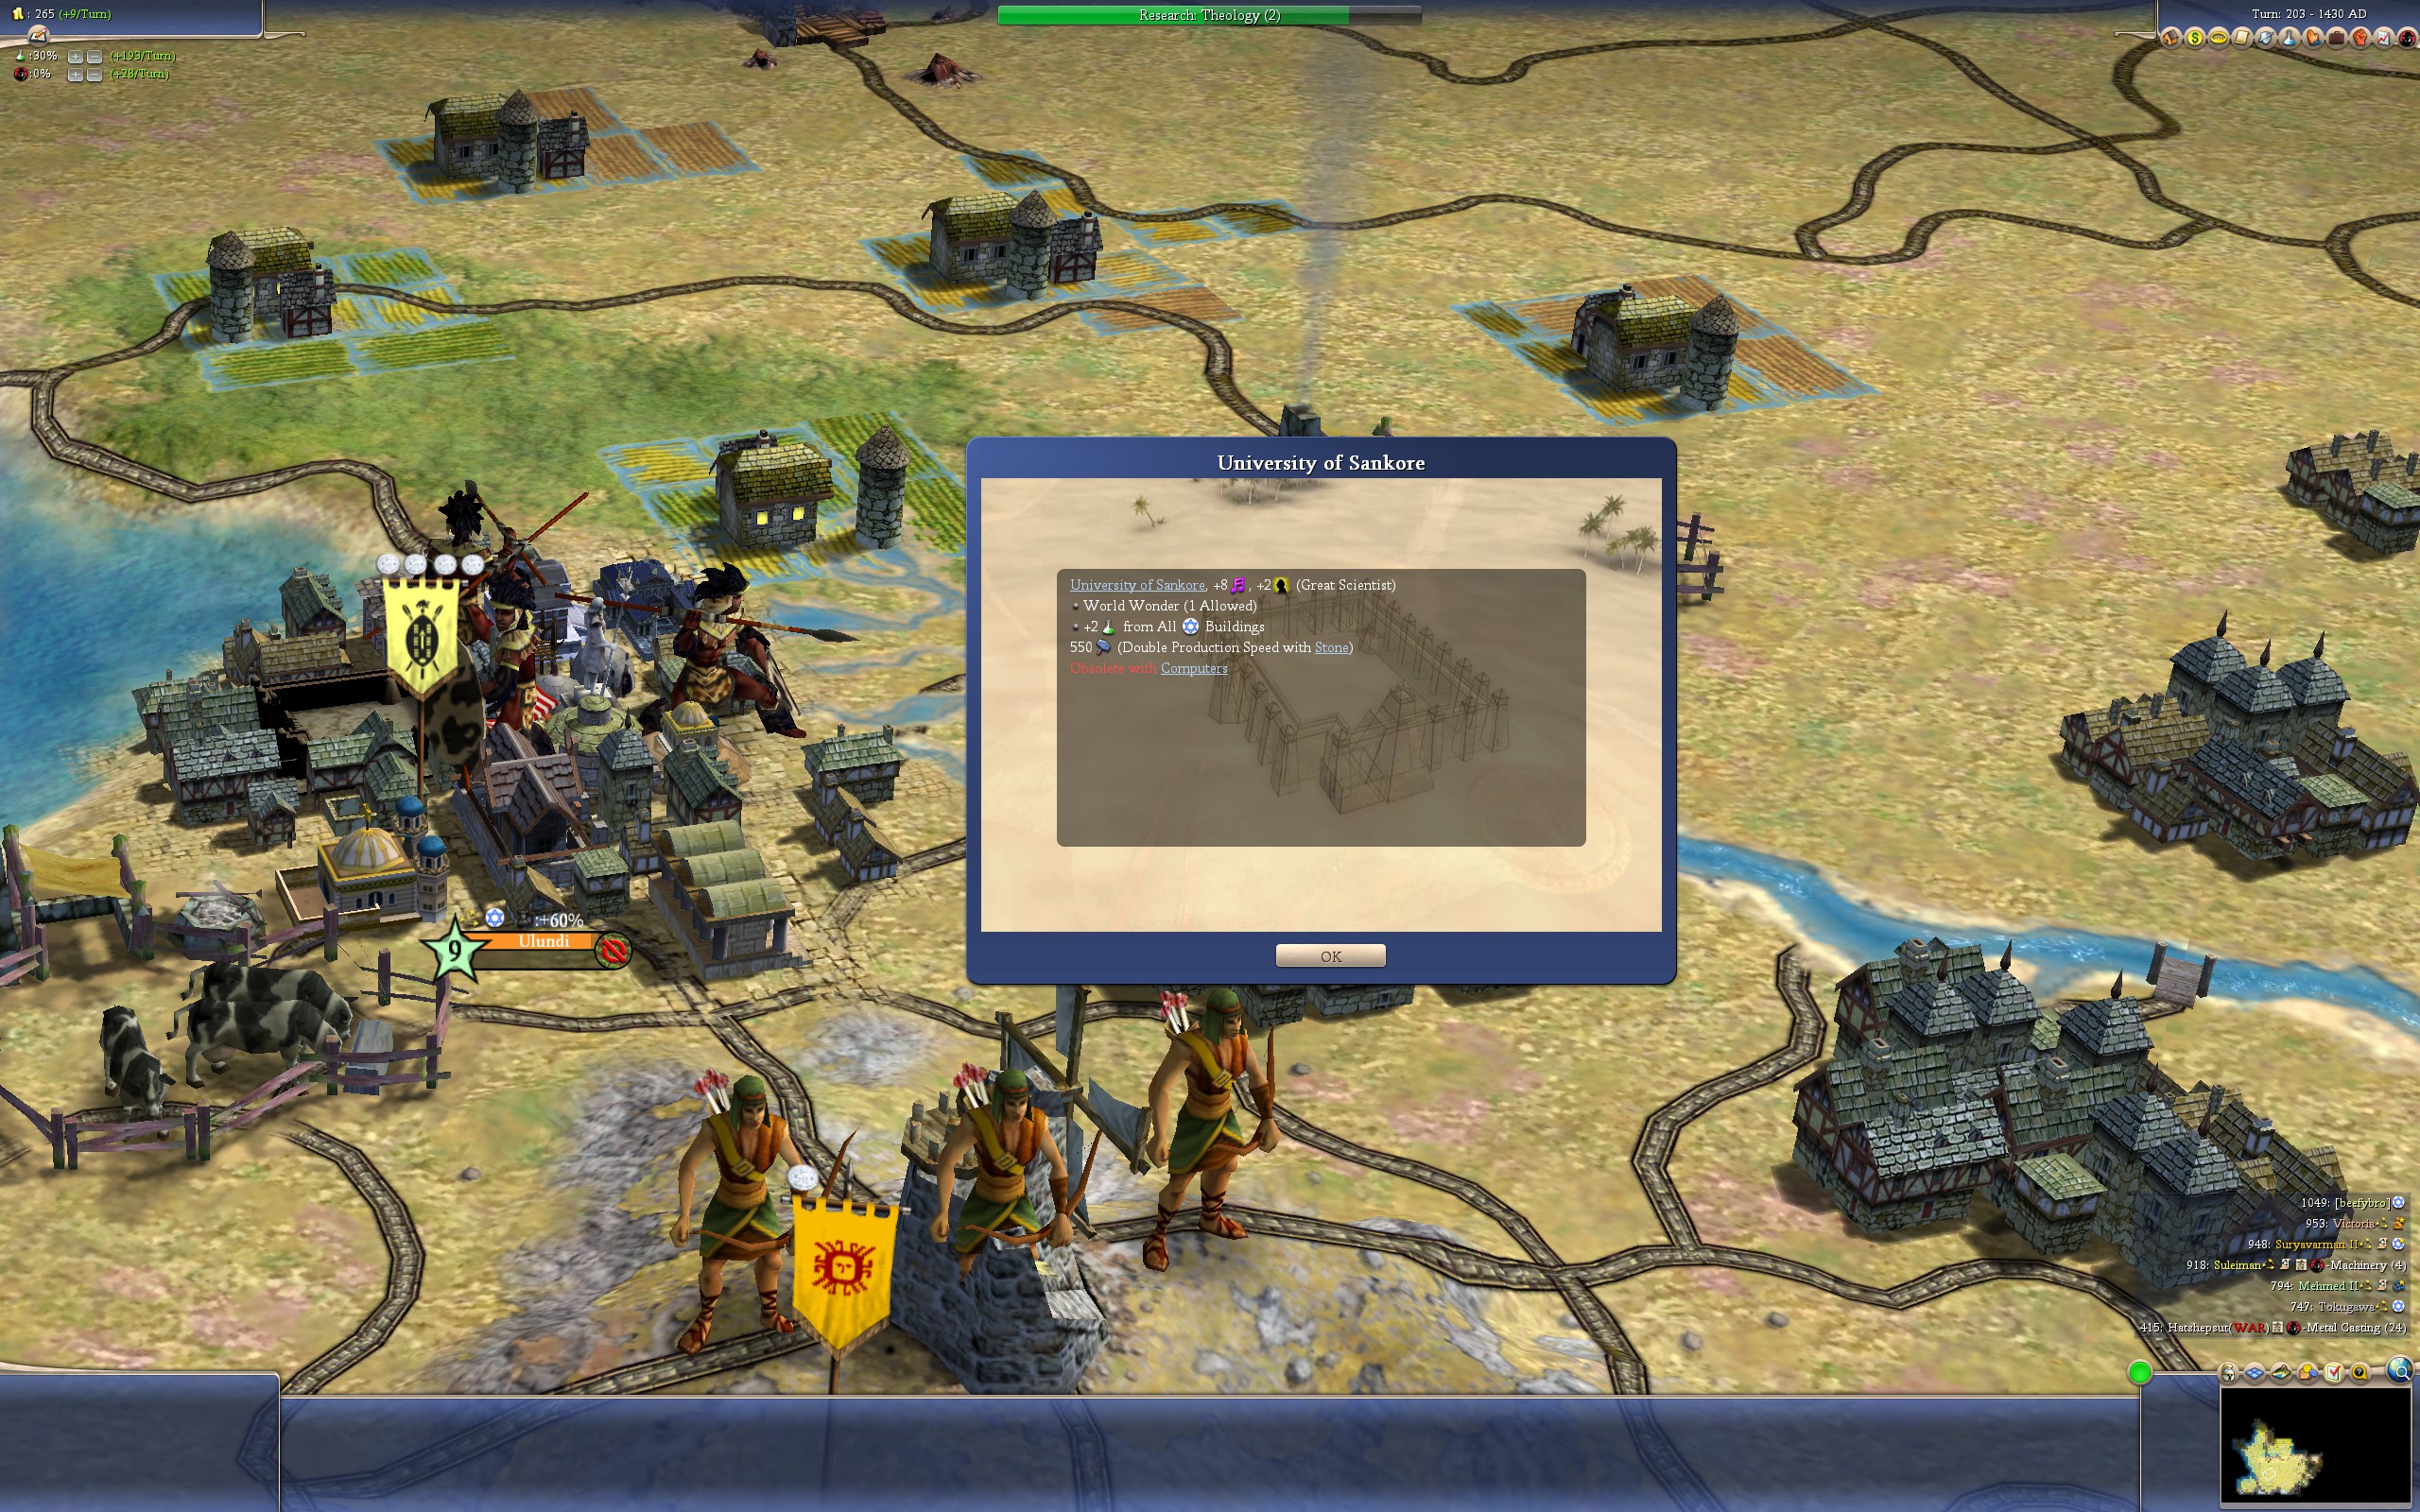 : 265 (+9/Turn)
:30% (+193/Turn)
:0% (+28/Turn)
Research: Theology (2)
Turn: 203 - 1430 AD
University of Sankore
University of Sankore, +8 , +2 (Great Scientist)
World Wonder (1 Allowed)
+2 from All Buildings
550 (Double Production Speed with Stone)
Obsolete with Computers
OK
:+60%
9 Ulundi
1049: [beefybro]
953: Victoria
948: Suryavarman II
918: Suleiman -Machinery (4)
794: Mehmed II
747: Tokugawa
415: Hatshepsut(WAR) -Metal Casting (24)